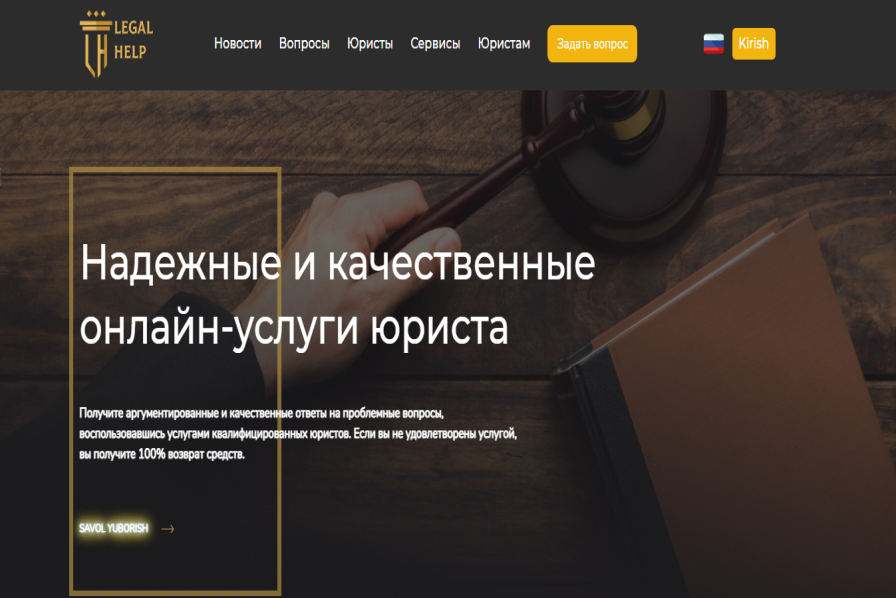 LEGAL
HELP
Новости Вопросы Юристы Сервисы Юристам Задать вопрос Kirish
Надежные и качественные
онлайн-услуги юриста
Получите аргументированные и качественные ответы на проблемные вопросы,
воспользовавшись услугами квалифицированных юристов. Если вы не удовлетворены услугой,
вы получите 100% возврат средств.
SAVOL YUBORISH →